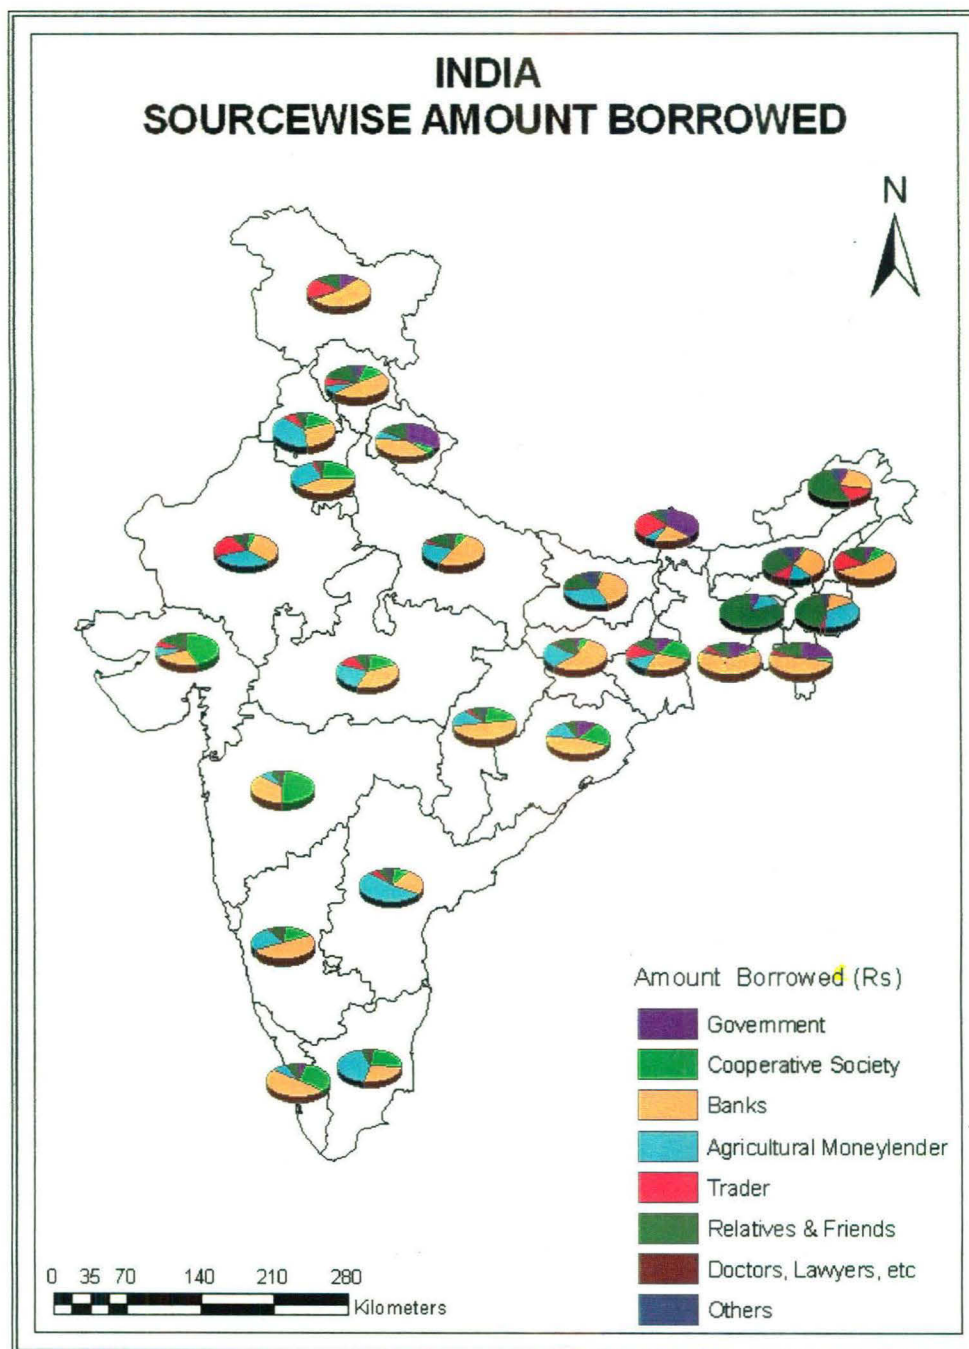 INDIA
SOURCEWISE AMOUNT BORROWED
N
Amount Borrowed (Rs)
Government
Cooperative Society
Banks
Agricultural Moneylender
Trader
Relatives & Friends
Doctors, Lawyers, etc
Others
0 35 70 140 210 280
Kilometers